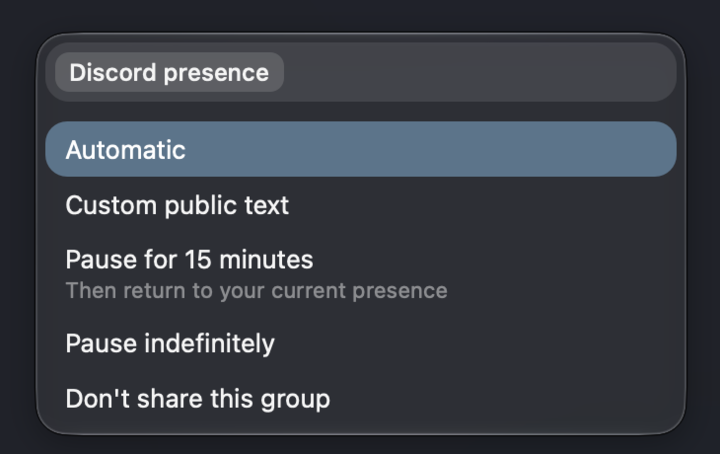 Discord presence
Automatic
Custom public text
Pause for 15 minutes
Then return to your current presence
Pause indefinitely
Don't share this group